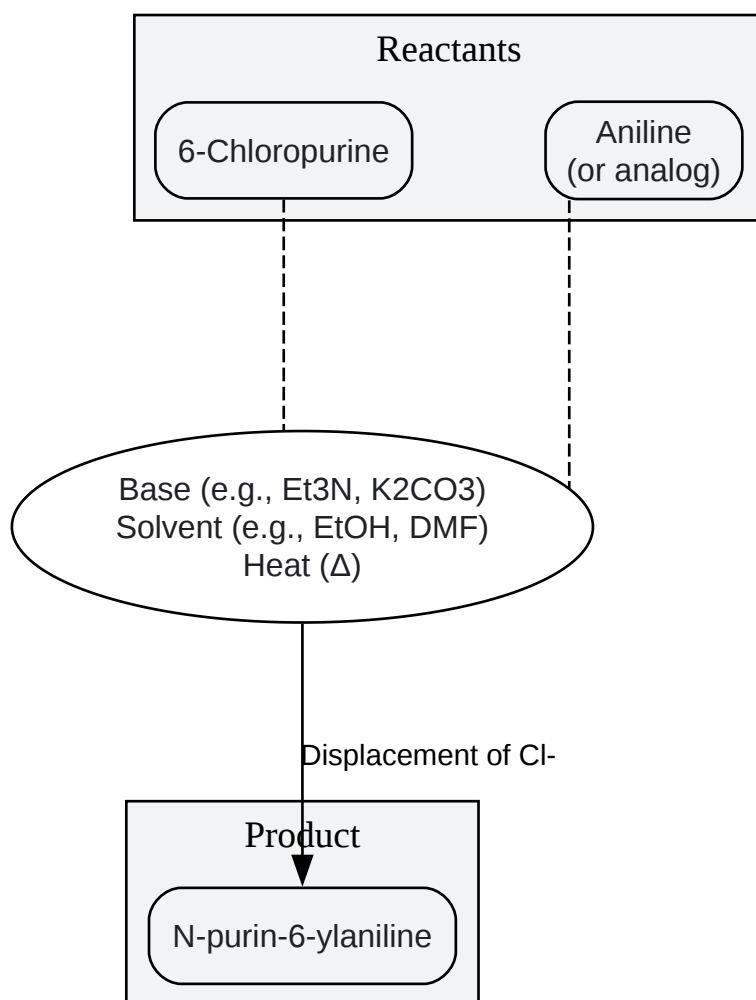 Reactants
6-Chloropurine
Aniline
(or analog)
Base (e.g., Et3N, K2CO3)
Solvent (e.g., EtOH, DMF)
Heat (Δ)
Displacement of Cl-
Product
N-purin-6-ylaniline